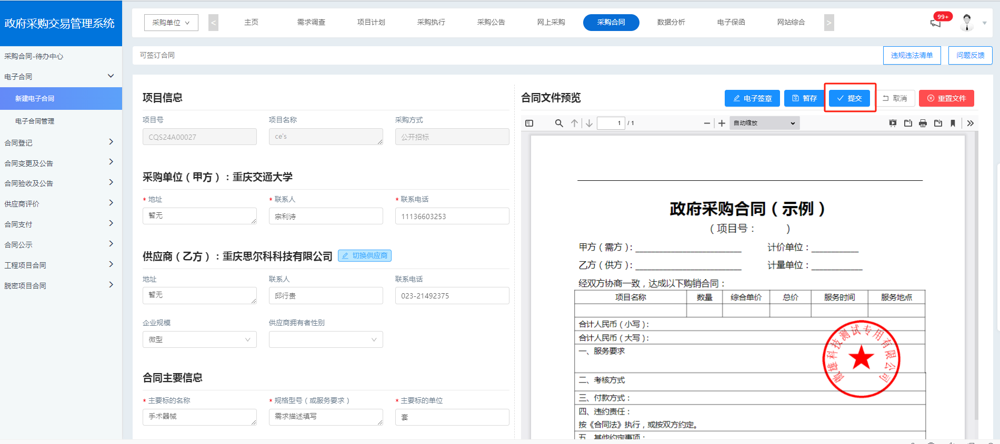 政府采购交易管理系统
采购单位
<
主页
需求调查
项目计划
采购执行
采购公告
网上采购
采购合同
数据分析
电子保函
网站综合
>
99+
采购合同-待办中心
电子合同
新建电子合同
电子合同管理
合同登记
合同变更及公告
合同验收及公告
供应商评价
合同支付
合同公示
工程项目合同
脱密项目合同
可签订合同
违规违法清单
问题反馈
项目信息
项目号
项目名称
采购方式
CQS24A00027
ce's
公开招标
采购单位（甲方）：重庆交通大学
* 地址
* 联系人
* 联系电话
暂无
宗利诗
11136603253
供应商（乙方）：重庆思尔科科技有限公司
切换供应商
地址
联系人
联系电话
暂无
邱行贵
023-21492375
企业规模
供应商拥有者性别
微型
合同主要信息
* 主要标的名称
* 规格型号（或服务要求）
* 主要标的单位
手术器械
需求描述填写
套
合同文件预览
电子签章
暂存
提交
取消
重置文件
1 / 1
自动缩放
政府采购合同（示例）
（项目号：　　　）
甲方（需方）：
计价单位：
乙方（供方）：
计量单位：
经双方协商一致，达成以下购销合同：
项目名称
数量
综合单价
总价
服务时间
服务地点
合计人民币（小写）：
合计人民币（大写）：
一、服务要求
二、考核方式
三、付款方式：
四、违约责任：
按《合同法》执行，或按双方约定。
五、其他约定事项：
雄科技测试专用有限公司